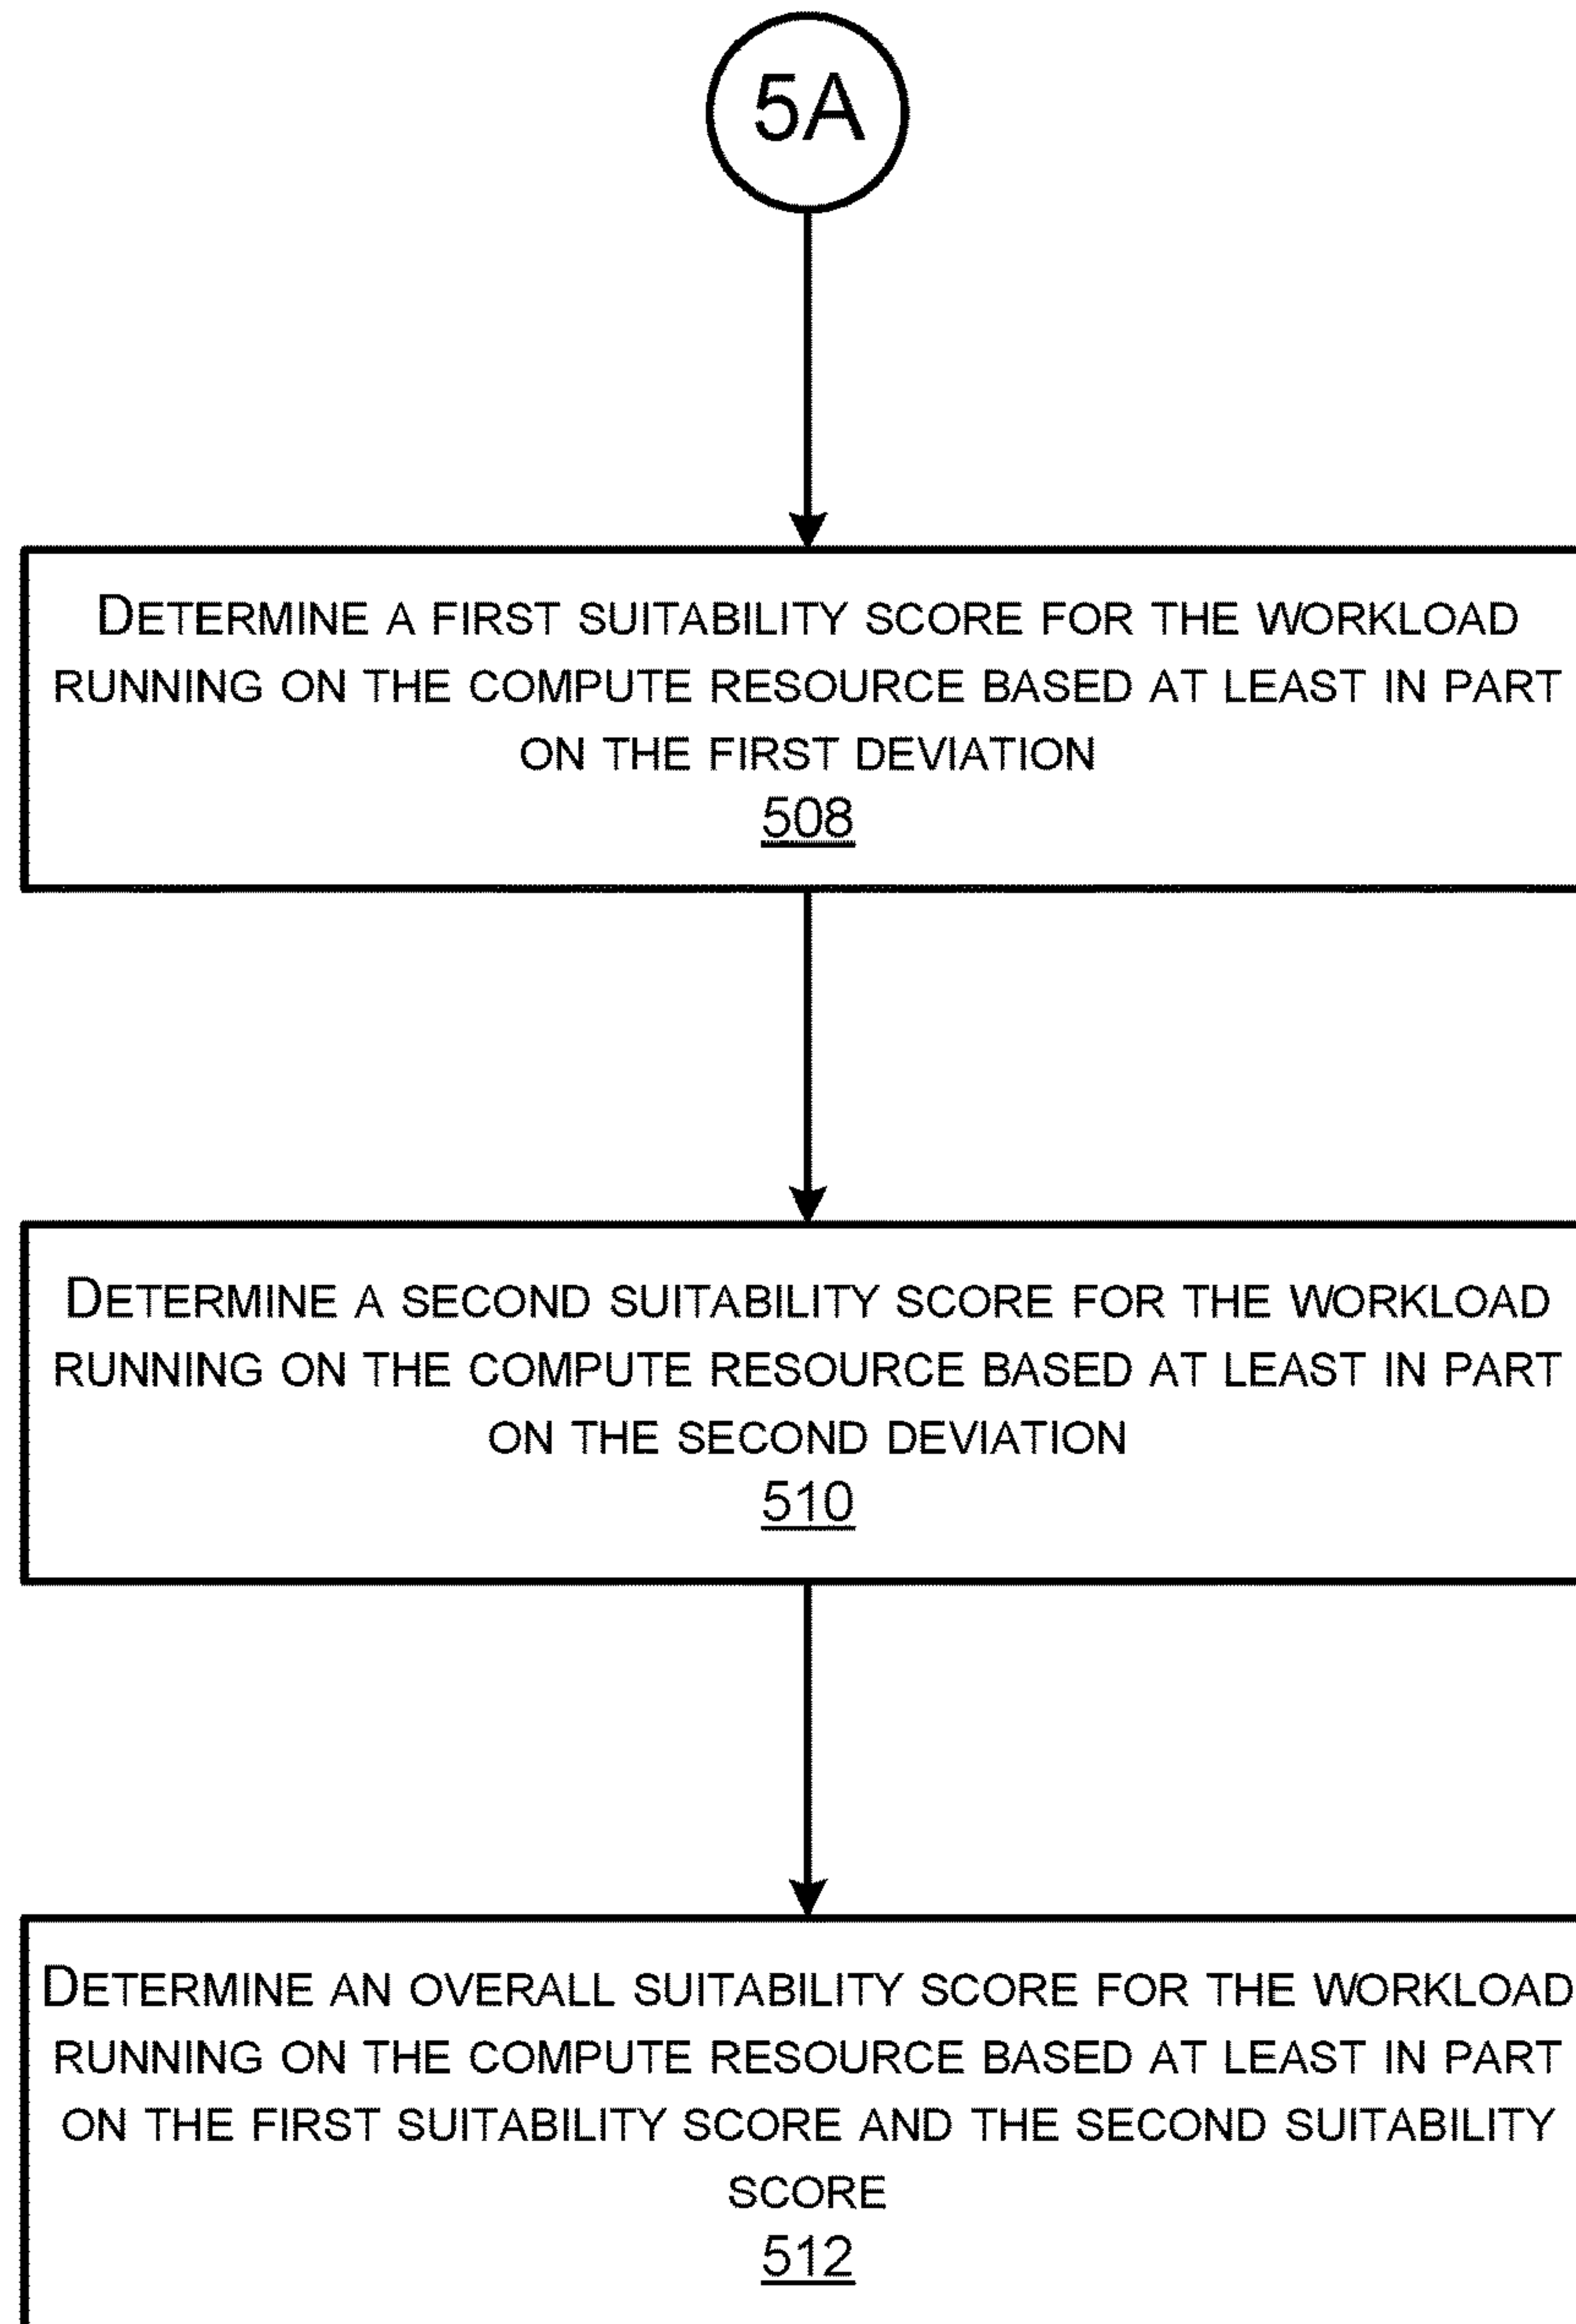 5A
DETERMINE A FIRST SUITABILITY SCORE FOR THE WORKLOAD
RUNNING ON THE COMPUTE RESOURCE BASED AT LEAST IN PART
ON THE FIRST DEVIATION
508
DETERMINE A SECOND SUITABILITY SCORE FOR THE WORKLOAD
RUNNING ON THE COMPUTE RESOURCE BASED AT LEAST IN PART
ON THE SECOND DEVIATION
510
DETERMINE AN OVERALL SUITABILITY SCORE FOR THE WORKLOAD
RUNNING ON THE COMPUTE RESOURCE BASED AT LEAST IN PART
ON THE FIRST SUITABILITY SCORE AND THE SECOND SUITABILITY
SCORE
512